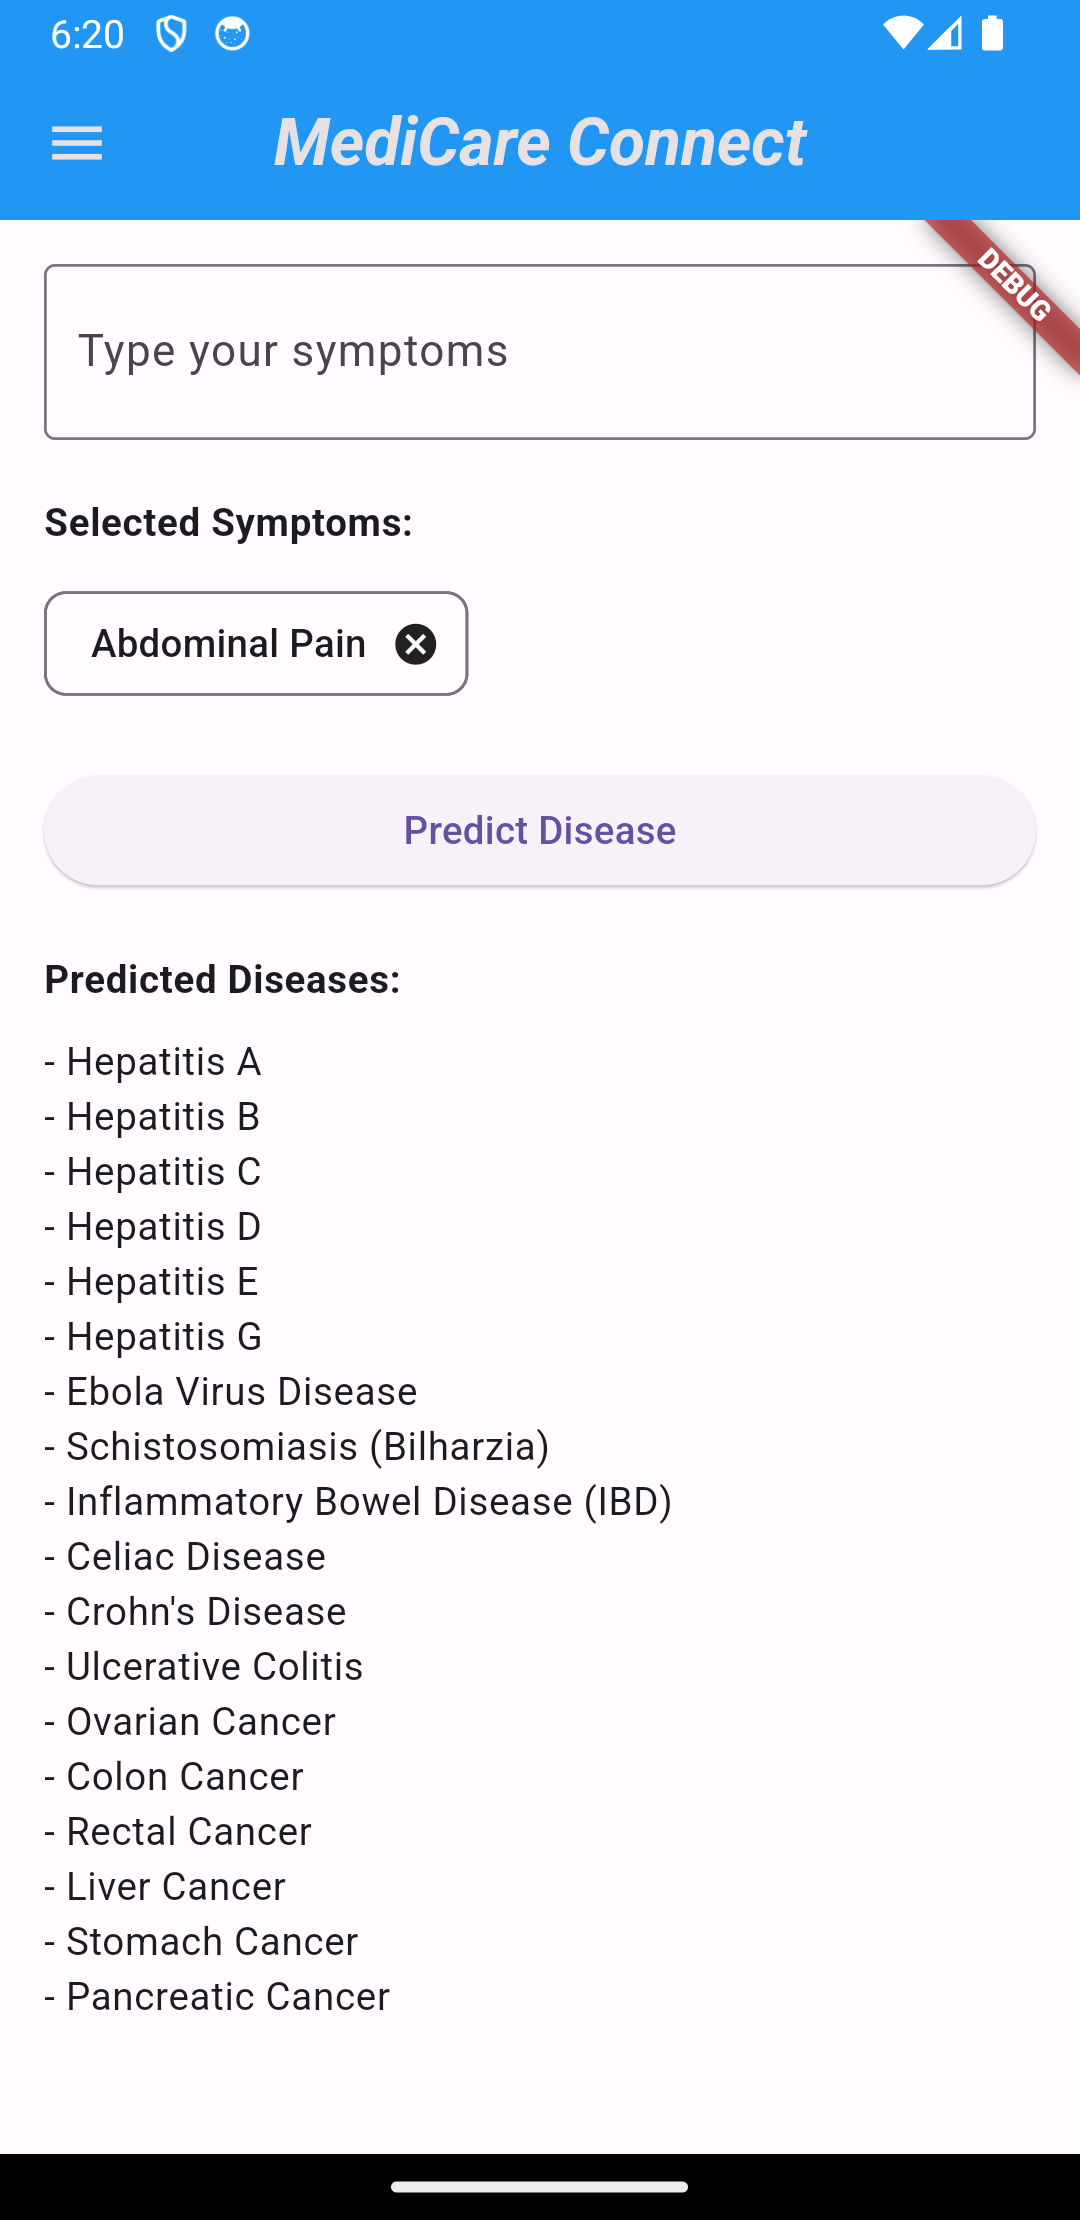 6:20
MediCare Connect
DEBUG
Type your symptoms
Selected Symptoms:
Abdominal Pain
Predict Disease
Predicted Diseases:
- Hepatitis A
- Hepatitis B
- Hepatitis C
- Hepatitis D
- Hepatitis E
- Hepatitis G
- Ebola Virus Disease
- Schistosomiasis (Bilharzia)
- Inflammatory Bowel Disease (IBD)
- Celiac Disease
- Crohn's Disease
- Ulcerative Colitis
- Ovarian Cancer
- Colon Cancer
- Rectal Cancer
- Liver Cancer
- Stomach Cancer
- Pancreatic Cancer